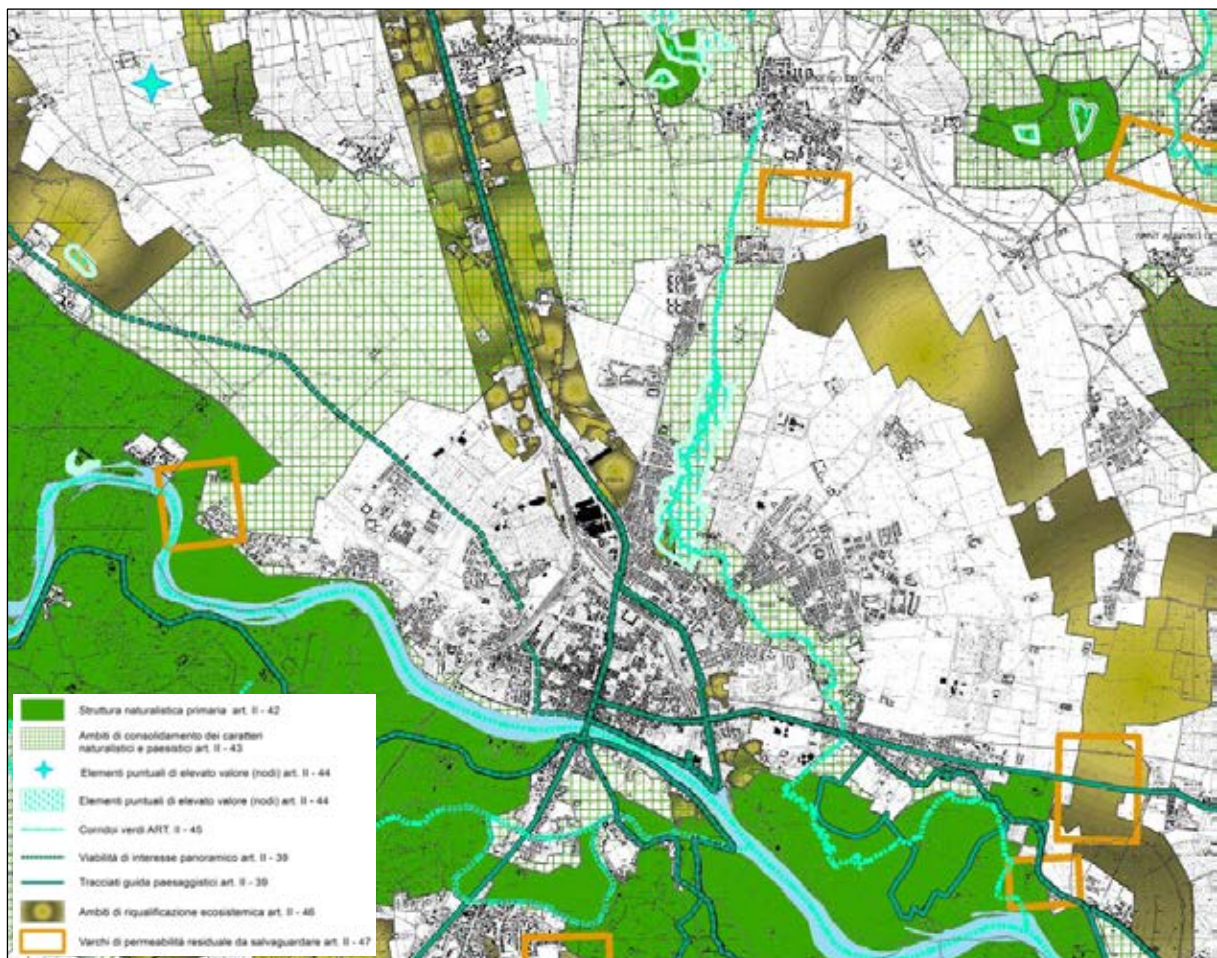 Struttura naturalistica primaria art. II - 42
Ambiti di consolidamento dei caratteri
naturalistici e paesistici art. II - 43
Elementi puntuali di elevato valore (nodi) art. II - 44
Elementi puntuali di elevato valore (nodi) art. II - 44
Corridoi verdi ART. II - 45
Viabilità di interesse panoramico art. II - 39
Tracciati guida paesaggistici art. II - 39
Ambiti di riqualificazione ecosistemica art. II - 46
Varchi di permeabilità residuale da salvaguardare art. II - 47